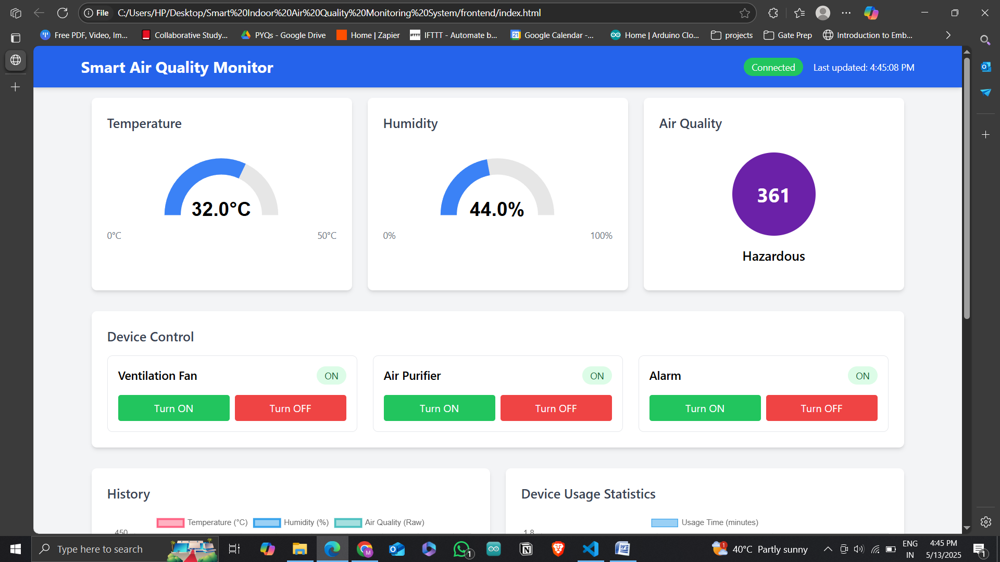 File C:/Users/HP/Desktop/Smart%20Indoor%20Air%20Quality%20Monitoring%20System/frontend/index.html
Free PDF, Video, Im... Collaborative Study... PYQs - Google Drive Home | Zapier IFTTT IFTTT - Automate b... 21 Google Calendar -... Home | Arduino Clo... projects Gate Prep Introduction to Emb...
Smart Air Quality Monitor Connected Last updated: 4:45:08 PM
Temperature Humidity Air Quality
32.0°C 44.0% 361
0°C 50°C 0% 100%
Hazardous
Device Control
Ventilation Fan ON Air Purifier ON Alarm ON
Turn ON Turn OFF Turn ON Turn OFF Turn ON Turn OFF
History Device Usage Statistics
Temperature (°C) Humidity (%) Air Quality (Raw) Usage Time (minutes)
450 1.8
Type here to search M 1 1 40°C Partly sunny ENG 4:45 PM 1
IN 5/13/2025